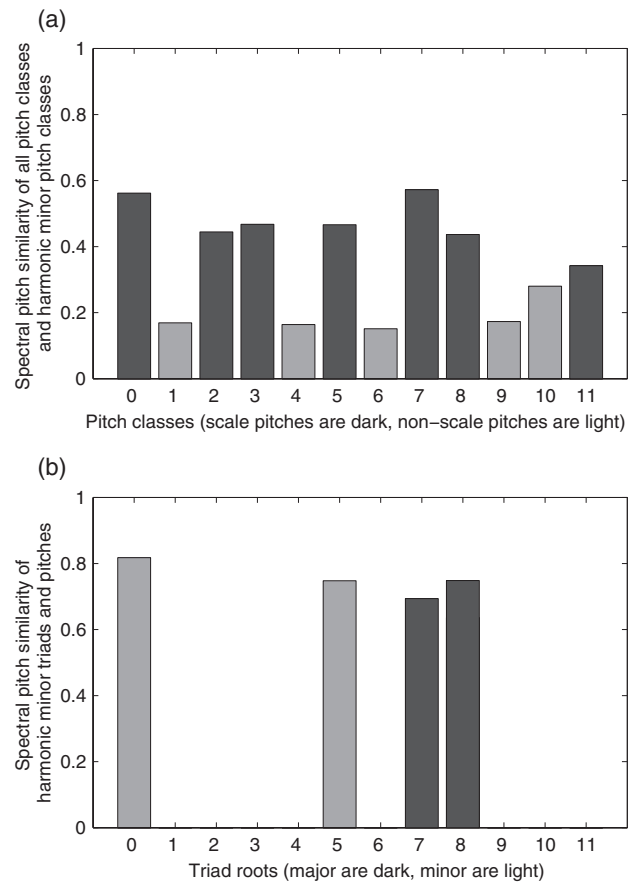 (a)
Spectral pitch similarity of all pitch classes
and harmonic minor pitch classes
1
0.8
0.6
0.4
0.2
0
0 1 2 3 4 5 6 7 8 9 10 11
Pitch classes (scale pitches are dark, non−scale pitches are light)
(b)
Spectral pitch similarity of
harmonic minor triads and pitches
1
0.8
0.6
0.4
0.2
0
0 1 2 3 4 5 6 7 8 9 10 11
Triad roots (major are dark, minor are light)